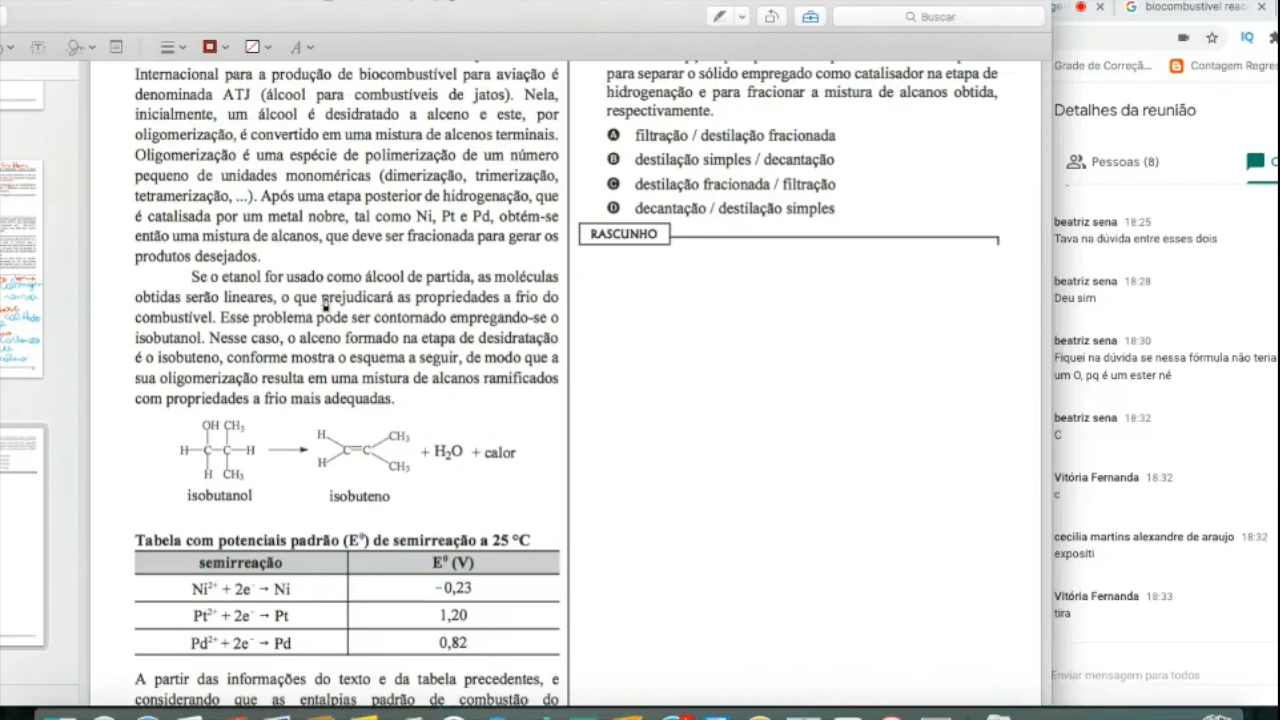 Buscar
biocombustivel reac
Grade de Correçã...
Contagem Regres
Internacional para a produção de biocombustível para aviação é
denominada ATJ (álcool para combustíveis de jatos). Nela,
inicialmente, um álcool é desidratado a alceno e este, por
oligomerização, é convertido em uma mistura de alcenos terminais.
Oligomerização é uma espécie de polimerização de um número
pequeno de unidades monoméricas (dimerização, trimerização,
tetramerização, ...). Após uma etapa posterior de hidrogenação, que
é catalisada por um metal nobre, tal como Ni, Pt e Pd, obtém-se
então uma mistura de alcanos, que deve ser fracionada para gerar os
produtos desejados.
Se o etanol for usado como álcool de partida, as moléculas
obtidas serão lineares, o que prejudicará as propriedades a frio do
combustível. Esse problema pode ser contornado empregando-se o
isobutanol. Nesse caso, o alceno formado na etapa de desidratação
é o isobuteno, conforme mostra o esquema a seguir, de modo que a
sua oligomerização resulta em uma mistura de alcanos ramificados
com propriedades a frio mais adequadas.
OH CH₃
H C C H
H CH₃
isobutanol
H CH₃
C=C
H CH₃
isobuteno
+ H₂O + calor
Tabela com potenciais padrão (E⁰) de semirreação a 25 °C
semirreação E⁰ (V)
Ni²⁺ + 2e⁻ → Ni −0,23
Pt²⁺ + 2e⁻ → Pt 1,20
Pd²⁺ + 2e⁻ → Pd 0,82
A partir das informações do texto e da tabela precedentes, e
considerando que as entalpias padrão de combustão do
para separar o sólido empregado como catalisador na etapa de
hidrogenação e para fracionar a mistura de alcanos obtida,
respectivamente.
A filtração / destilação fracionada
B destilação simples / decantação
C destilação fracionada / filtração
D decantação / destilação simples
RASCUNHO
Detalhes da reunião
Pessoas (8)
beatriz sena 18:25
Tava na dúvida entre esses dois
beatriz sena 18:28
Deu sim
beatriz sena 18:30
Fiquei na dúvida se nessa fórmula não teria
um O, pq é um ester né
beatriz sena 18:32
C
Vitória Fernanda 18:32
c
cecilia martins alexandre de araujo 18:32
expositi
Vitória Fernanda 18:33
tira
Enviar mensagem para todos